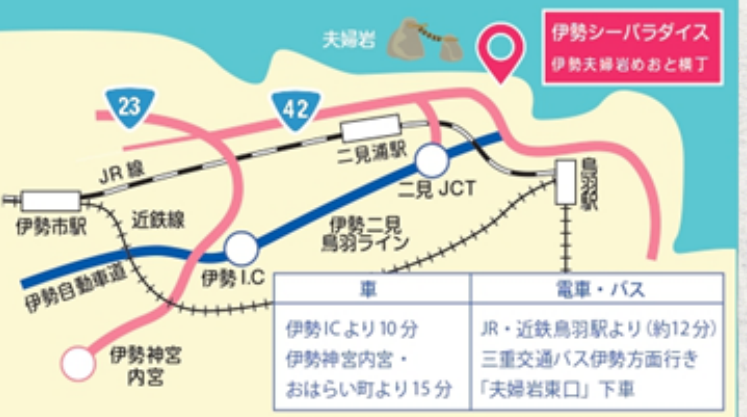 夫婦岩
伊勢シーパラダイス
伊勢夫婦岩めおと横丁
23
42
二見浦駅
JR線
二見JCT
鳥羽駅
伊勢市駅
近鉄線
伊勢二見
鳥羽ライン
伊勢I.C
伊勢自動車道
伊勢神宮
内宮
車
伊勢ICより10分
伊勢神宮内宮・
おはらい町より15分
電車・バス
JR・近鉄鳥羽駅より(約12分)
三重交通バス伊勢方面行き
「夫婦岩東口」下車